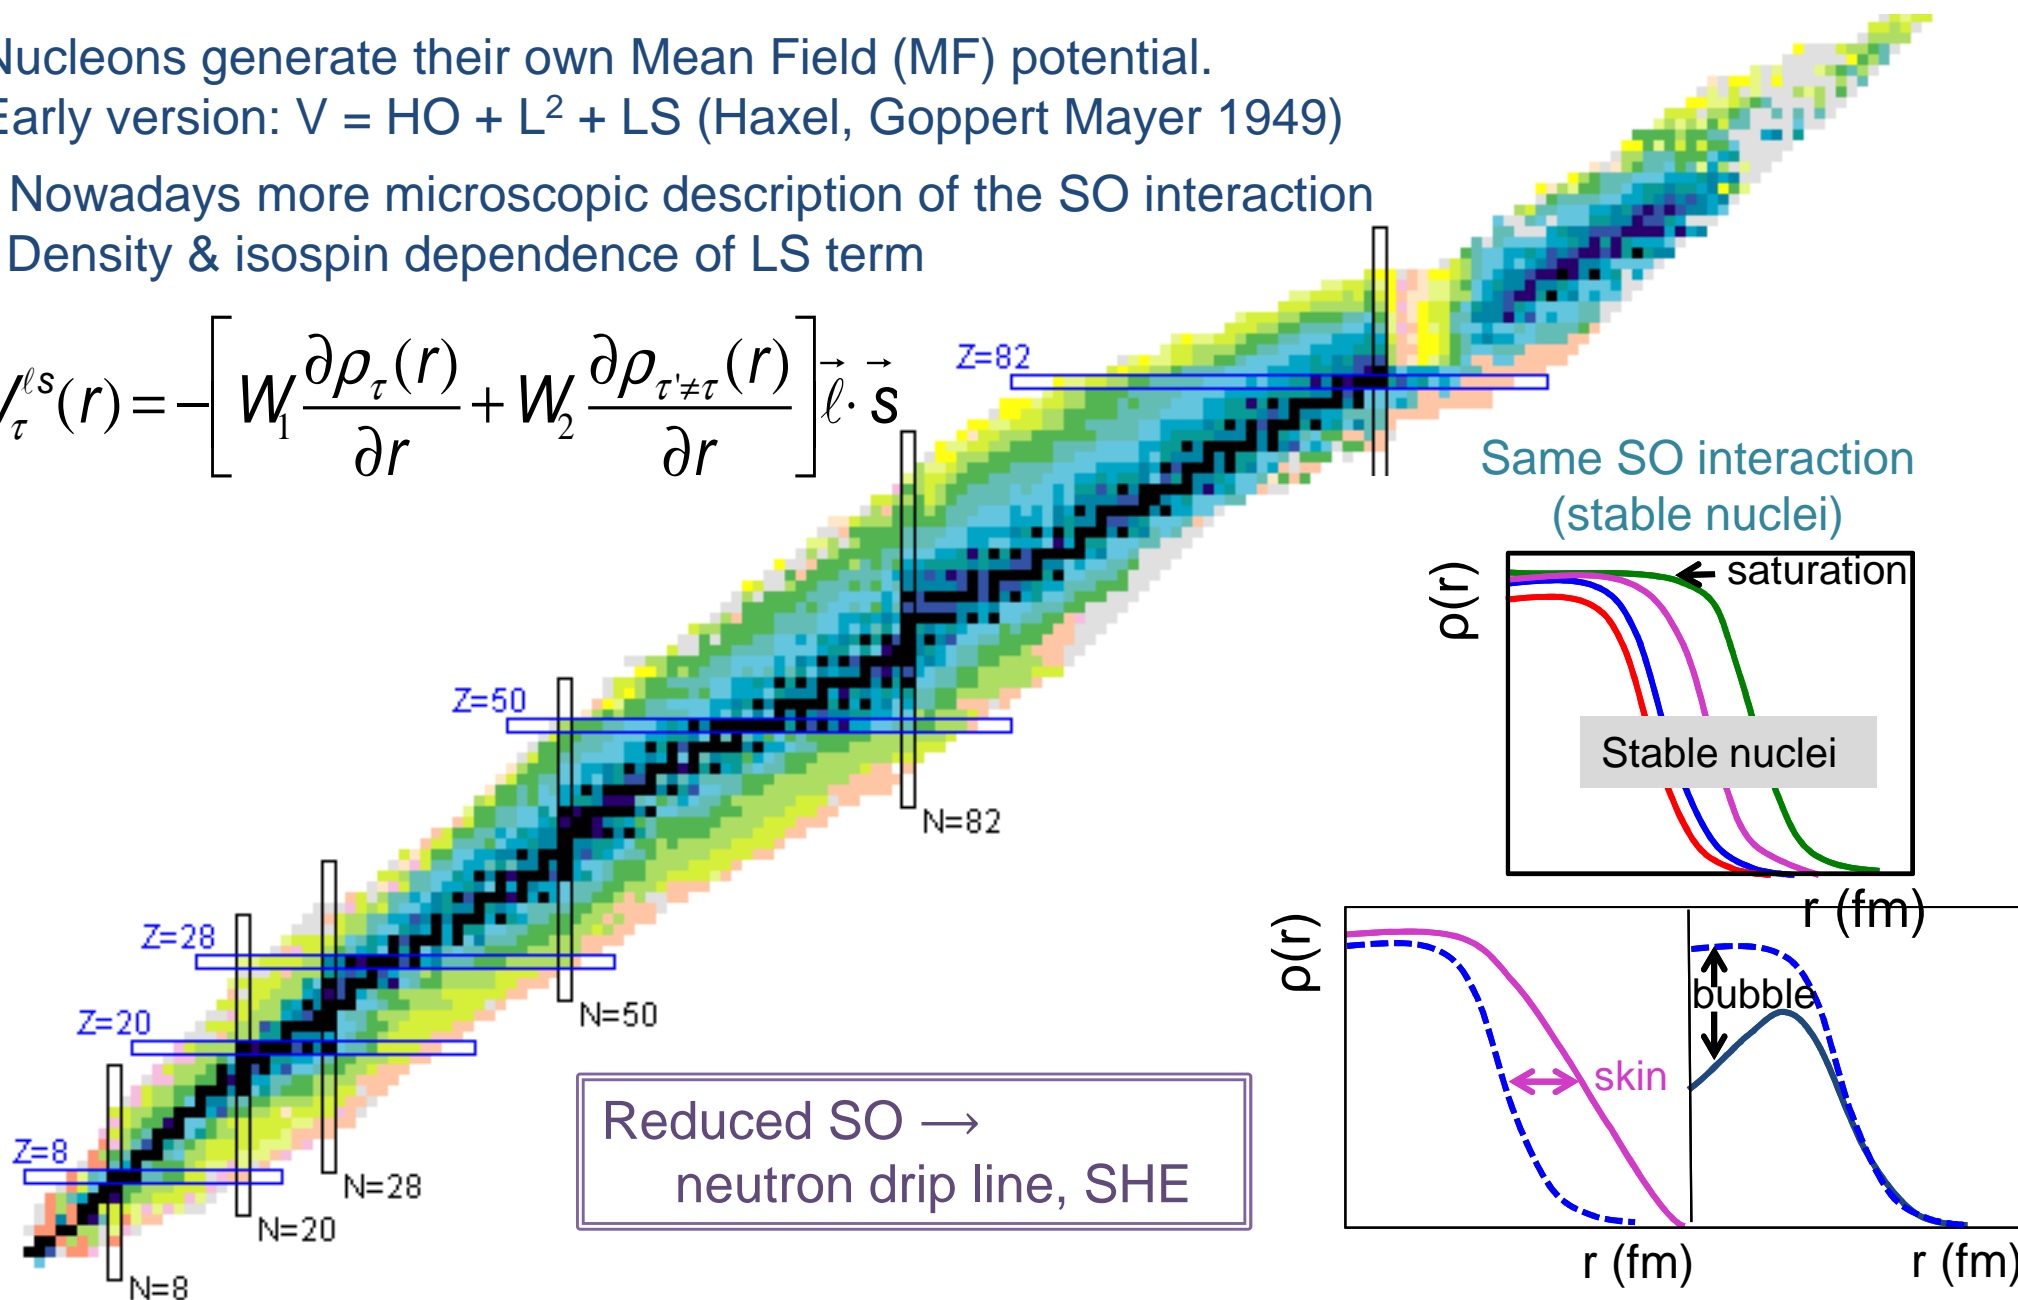 Nucleons generate their own Mean Field (MF) potential.
Early version: V = HO + L² + LS (Haxel, Goppert Mayer 1949)
Nowadays more microscopic description of the SO interaction
Density & isospin dependence of LS term
V_τ^{ℓs}(r) = −[W₁ ∂ρ_τ(r)/∂r + W₂ ∂ρ_{τ'≠τ}(r)/∂r] ℓ⃗ · s⃗
Z=82
Same SO interaction
(stable nuclei)
saturation
ρ(r)
Stable nuclei
r (fm)
Z=50
N=82
Z=28
N=50
Z=20
ρ(r)
bubble
skin
Reduced SO →
neutron drip line, SHE
Z=8
N=28
N=20
N=8
r (fm)
r (fm)